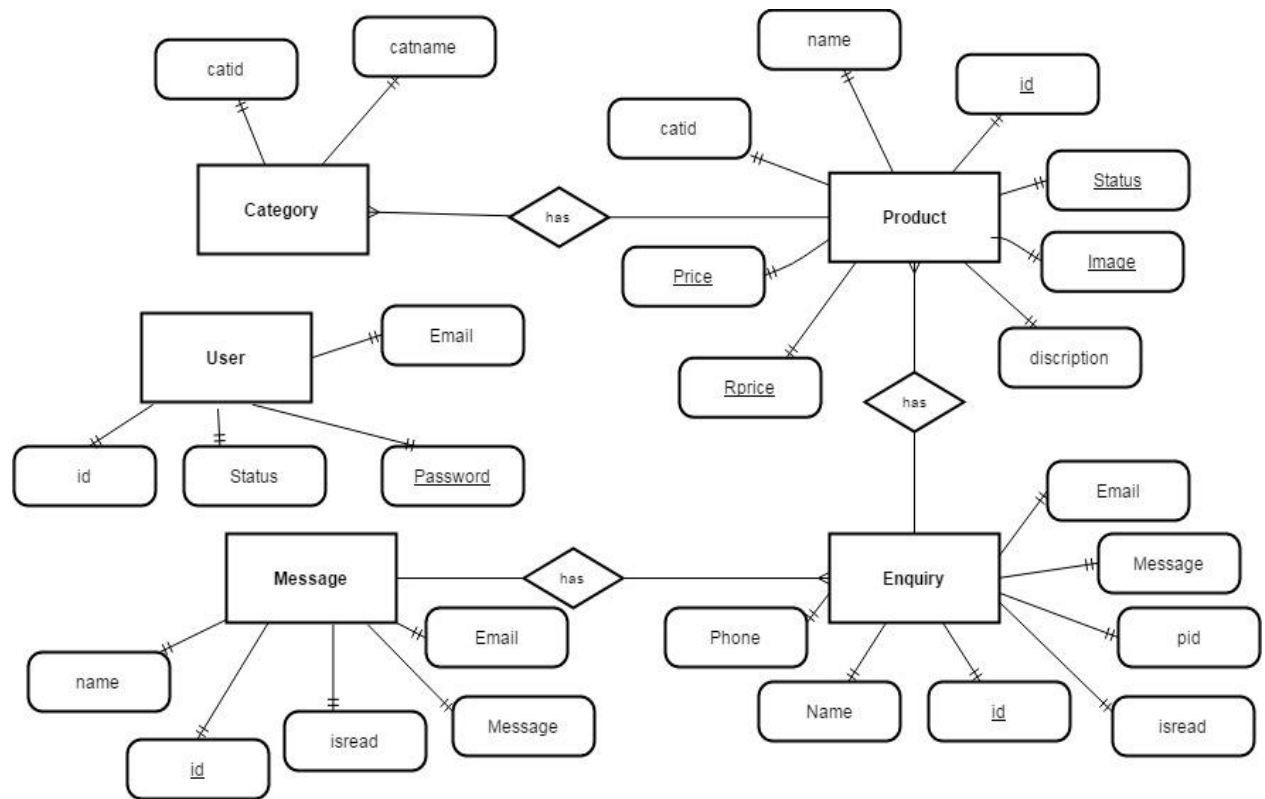 name
catname
id
catid
catid
Status
Category
has
Product
Image
Price
Email
User
discription
Rprice
has
id
Status
Password
Email
Message
has
Enquiry
Message
Email
Phone
pid
name
Name
id
isread
Message
isread
id